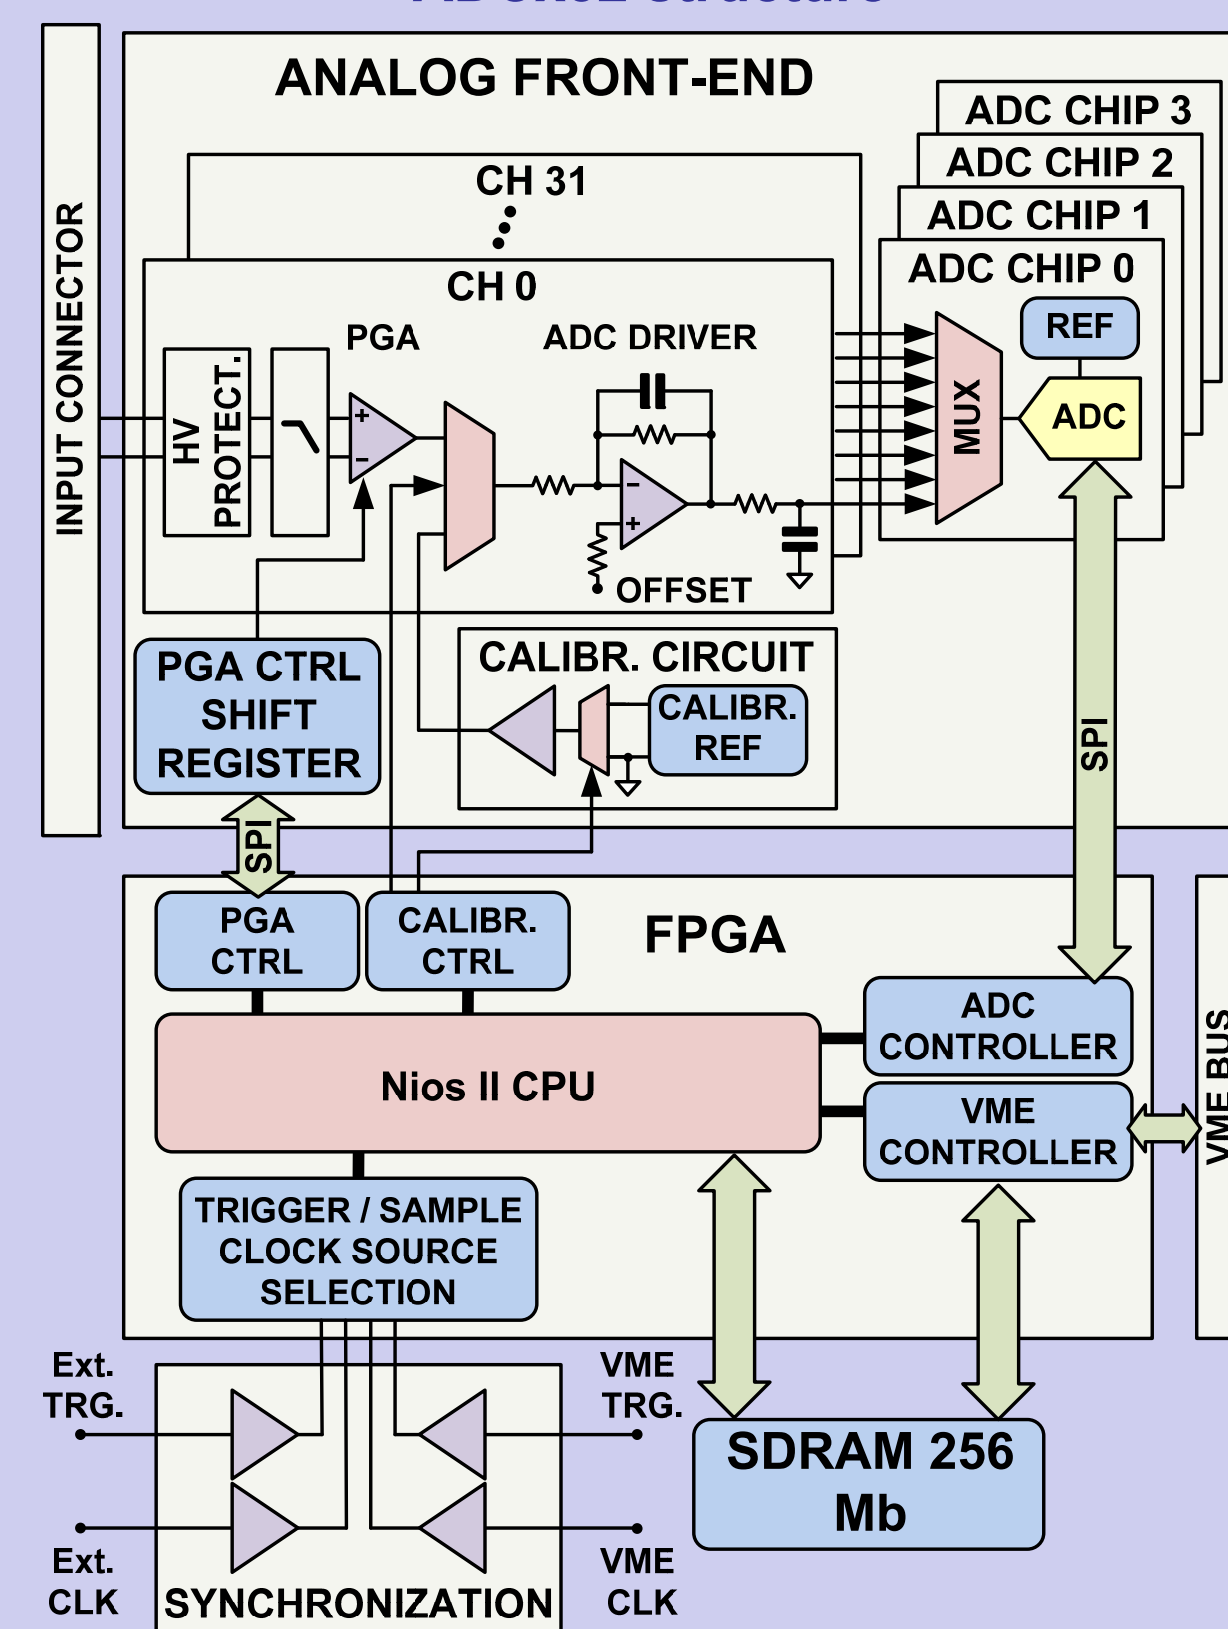 ANALOG FRONT-END
INPUT CONNECTOR
CH 31
CH 0
PGA
ADC DRIVER
HV
PROTECT.
+
−
−
+
OFFSET
ADC CHIP 3
ADC CHIP 2
ADC CHIP 1
ADC CHIP 0
REF
MUX
ADC
PGA CTRL
SHIFT
REGISTER
CALIBR. CIRCUIT
CALIBR.
REF
SPI
SPI
FPGA
PGA
CTRL
CALIBR.
CTRL
ADC
CONTROLLER
Nios II CPU
VME
CONTROLLER
VME BUS
TRIGGER / SAMPLE
CLOCK SOURCE
SELECTION
Ext.
TRG.
VME
TRG.
SDRAM 256
Mb
Ext.
CLK
VME
CLK
SYNCHRONIZATION